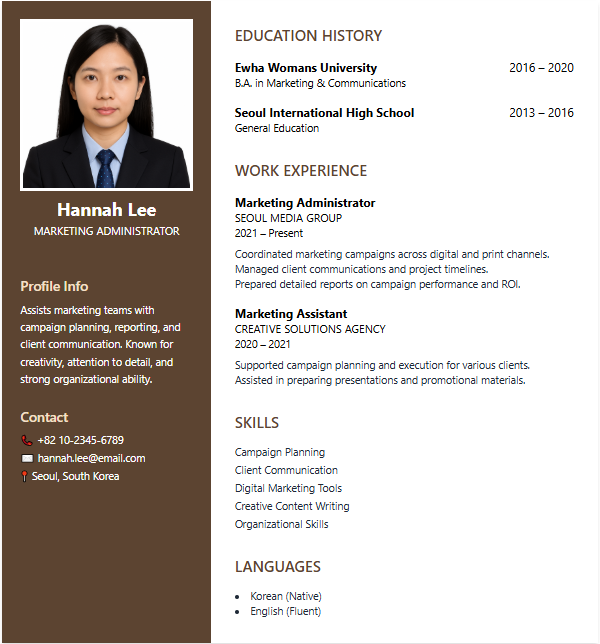 Hannah Lee
MARKETING ADMINISTRATOR
Profile Info
Assists marketing teams with
campaign planning, reporting, and
client communication. Known for
creativity, attention to detail, and
strong organizational ability.
Contact
+82 10-2345-6789
hannah.lee@email.com
Seoul, South Korea
EDUCATION HISTORY
Ewha Womans University 2016 – 2020
B.A. in Marketing & Communications
Seoul International High School 2013 – 2016
General Education
WORK EXPERIENCE
Marketing Administrator
SEOUL MEDIA GROUP
2021 – Present
Coordinated marketing campaigns across digital and print channels.
Managed client communications and project timelines.
Prepared detailed reports on campaign performance and ROI.
Marketing Assistant
CREATIVE SOLUTIONS AGENCY
2020 – 2021
Supported campaign planning and execution for various clients.
Assisted in preparing presentations and promotional materials.
SKILLS
Campaign Planning
Client Communication
Digital Marketing Tools
Creative Content Writing
Organizational Skills
LANGUAGES
• Korean (Native)
• English (Fluent)